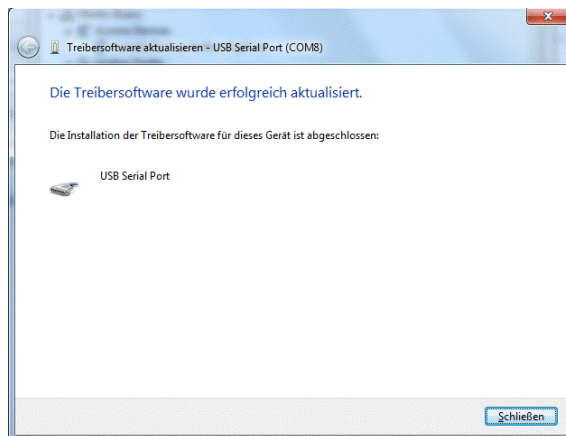 Treibersoftware aktualisieren - USB Serial Port (COM8)
Die Treibersoftware wurde erfolgreich aktualisiert.
Die Installation der Treibersoftware für dieses Gerät ist abgeschlossen:
USB Serial Port
Schließen